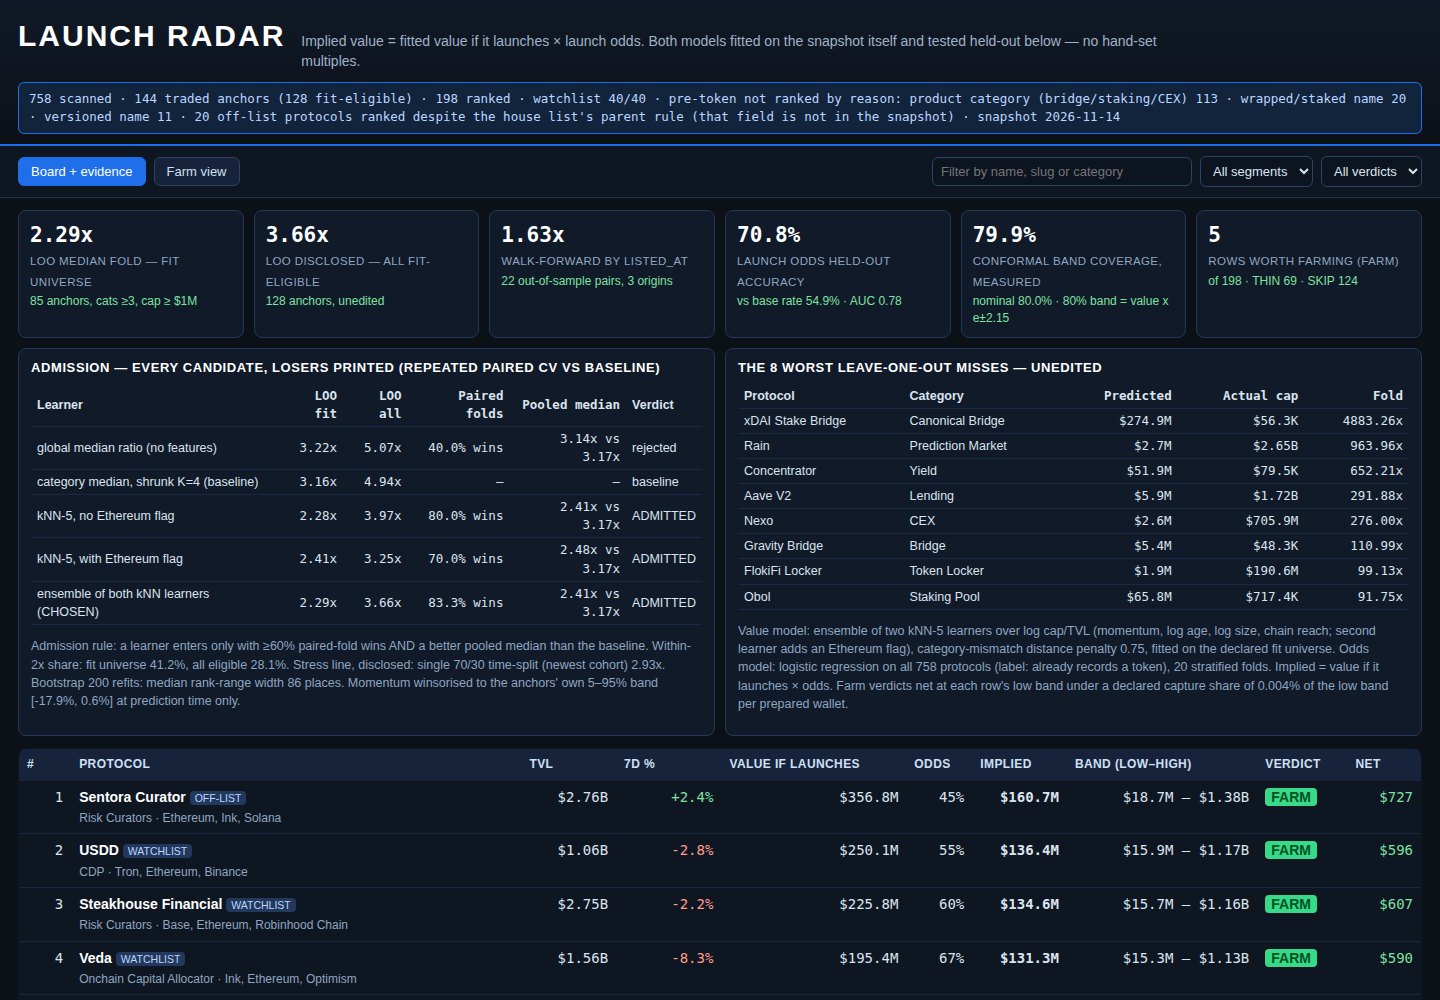 LAUNCH RADAR
Implied value = fitted value if it launches × launch odds. Both models fitted on the snapshot itself and tested held-out below — no hand-set
multiples.
758 scanned · 144 traded anchors (128 fit-eligible) · 198 ranked · watchlist 40/40 · pre-token not ranked by reason: product category (bridge/staking/CEX) 113 · wrapped/staked name 20
· versioned name 11 · 20 off-list protocols ranked despite the house list's parent rule (that field is not in the snapshot) · snapshot 2026-11-14
Board + evidence Farm view Filter by name, slug or category All segments All verdicts
2.29x
LOO MEDIAN FOLD — FIT
UNIVERSE
85 anchors, cats ≥3, cap ≥ $1M
3.66x
LOO DISCLOSED — ALL FIT-
ELIGIBLE
128 anchors, unedited
1.63x
WALK-FORWARD BY LISTED_AT
22 out-of-sample pairs, 3 origins
70.8%
LAUNCH ODDS HELD-OUT
ACCURACY
vs base rate 54.9% · AUC 0.78
79.9%
CONFORMAL BAND COVERAGE,
MEASURED
nominal 80.0% · 80% band = value x
e±2.15
5
ROWS WORTH FARMING (FARM)
of 198 · THIN 69 · SKIP 124
ADMISSION — EVERY CANDIDATE, LOSERS PRINTED (REPEATED PAIRED CV VS BASELINE)
Learner LOO fit LOO all Paired folds Pooled median Verdict
global median ratio (no features) 3.22x 5.07x 40.0% wins 3.14x vs 3.17x rejected
category median, shrunk K=4 (baseline) 3.16x 4.94x – – baseline
kNN-5, no Ethereum flag 2.28x 3.97x 80.0% wins 2.41x vs 3.17x ADMITTED
kNN-5, with Ethereum flag 2.41x 3.25x 70.0% wins 2.48x vs 3.17x ADMITTED
ensemble of both kNN learners (CHOSEN) 2.29x 3.66x 83.3% wins 2.41x vs 3.17x ADMITTED
Admission rule: a learner enters only with ≥60% paired-fold wins AND a better pooled median than the baseline. Within-
2x share: fit universe 41.2%, all eligible 28.1%. Stress line, disclosed: single 70/30 time-split (newest cohort) 2.93x.
Bootstrap 200 refits: median rank-range width 86 places. Momentum winsorised to the anchors' own 5–95% band
[-17.9%, 0.6%] at prediction time only.
THE 8 WORST LEAVE-ONE-OUT MISSES — UNEDITED
Protocol Category Predicted Actual cap Fold
xDAI Stake Bridge Canonical Bridge $274.9M $56.3K 4883.26x
Rain Prediction Market $2.7M $2.65B 963.96x
Concentrator Yield $51.9M $79.5K 652.21x
Aave V2 Lending $5.9M $1.72B 291.88x
Nexo CEX $2.6M $705.9M 276.00x
Gravity Bridge Bridge $5.4M $48.3K 110.99x
FlokiFi Locker Token Locker $1.9M $190.6M 99.13x
Obol Staking Pool $65.8M $717.4K 91.75x
Value model: ensemble of two kNN-5 learners over log cap/TVL (momentum, log age, log size, chain reach; second
learner adds an Ethereum flag), category-mismatch distance penalty 0.75, fitted on the declared fit universe. Odds
model: logistic regression on all 758 protocols (label: already records a token), 20 stratified folds. Implied = value if it
launches × odds. Farm verdicts net at each row's low band under a declared capture share of 0.004% of the low band
per prepared wallet.
# PROTOCOL TVL 7D % VALUE IF LAUNCHES ODDS IMPLIED BAND (LOW–HIGH) VERDICT NET
1 Sentora Curator OFF-LIST $2.76B +2.4% $356.8M 45% $160.7M $18.7M – $1.38B FARM $727
Risk Curators · Ethereum, Ink, Solana
2 USDD WATCHLIST $1.06B -2.8% $250.1M 55% $136.4M $15.9M – $1.17B FARM $596
CDP · Tron, Ethereum, Binance
3 Steakhouse Financial WATCHLIST $2.75B -2.2% $225.8M 60% $134.6M $15.7M – $1.16B FARM $607
Risk Curators · Base, Ethereum, Robinhood Chain
4 Veda WATCHLIST $1.56B -8.3% $195.4M 67% $131.3M $15.3M – $1.13B FARM $590
Onchain Capital Allocator · Ink, Ethereum, Optimism